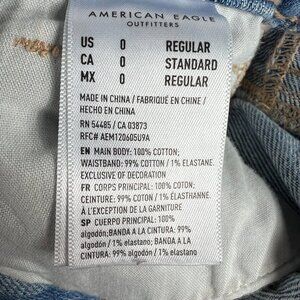 AMERICAN EAGLE
OUTFITTERS
US 0 REGULAR
CA 0 STANDARD
MX 0 REGULAR
MADE IN CHINA / FABRIQUÉ EN CHINE /
HECHO EN CHINA
RN 54485 / CA 03873
RFC# AEM120605U9A
EN MAIN BODY: 100% COTTON;
WAISTBAND: 99% COTTON / 1% ELASTANE.
EXCLUSIVE OF DECORATION
FR CORPS PRINCIPAL: 100% COTON;
CEINTURE: 99% COTON / 1% ÉLASTHANNE.
À L'EXCEPTION DE LA GARNITURE
SP CUERPO PRINCIPAL: 100%
algodón; BANDA A LA CINTURA: 99%
algodón / 1% elastano; BANDA A LA
CINTURA: 99% algodón / 1% elastano